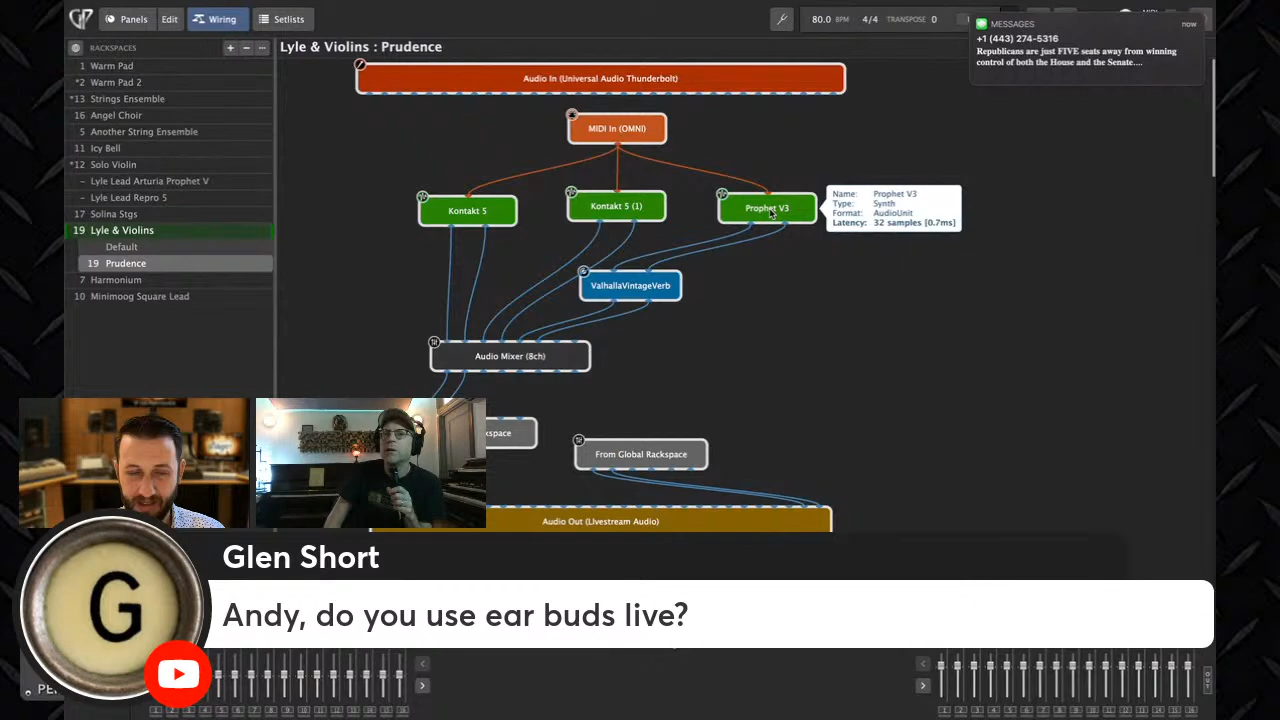 GP Panels Edit Wiring Setlists
80.0 BPM 4/4 TRANSPOSE 0
MESSAGES now
+1 (443) 274-5316
Republicans are just FIVE seats away from winning
control of both the House and the Senate....
RACKSPACES + − ···
Lyle & Violins : Prudence
1 Warm Pad
*2 Warm Pad 2
*13 Strings Ensemble
16 Angel Choir
5 Another String Ensemble
11 Icy Bell
*12 Solo Violin
– Lyle Lead Arturia Prophet V
– Lyle Lead Repro 5
17 Solina Stgs
19 Lyle & Violins
Default
19 Prudence
7 Harmonium
10 Minimoog Square Lead
Audio In (Universal Audio Thunderbolt)
MIDI In (OMNI)
Kontakt 5
Kontakt 5 (1)
Prophet V3
Name: Prophet V3
Type: Synth
Format: AudioUnit
Latency: 32 samples [0.7ms]
ValhallaVintageVerb
Audio Mixer (8ch)
kspace
From Global Rackspace
Audio Out (LIvestream Audio)
G
Glen Short
Andy, do you use ear buds live?